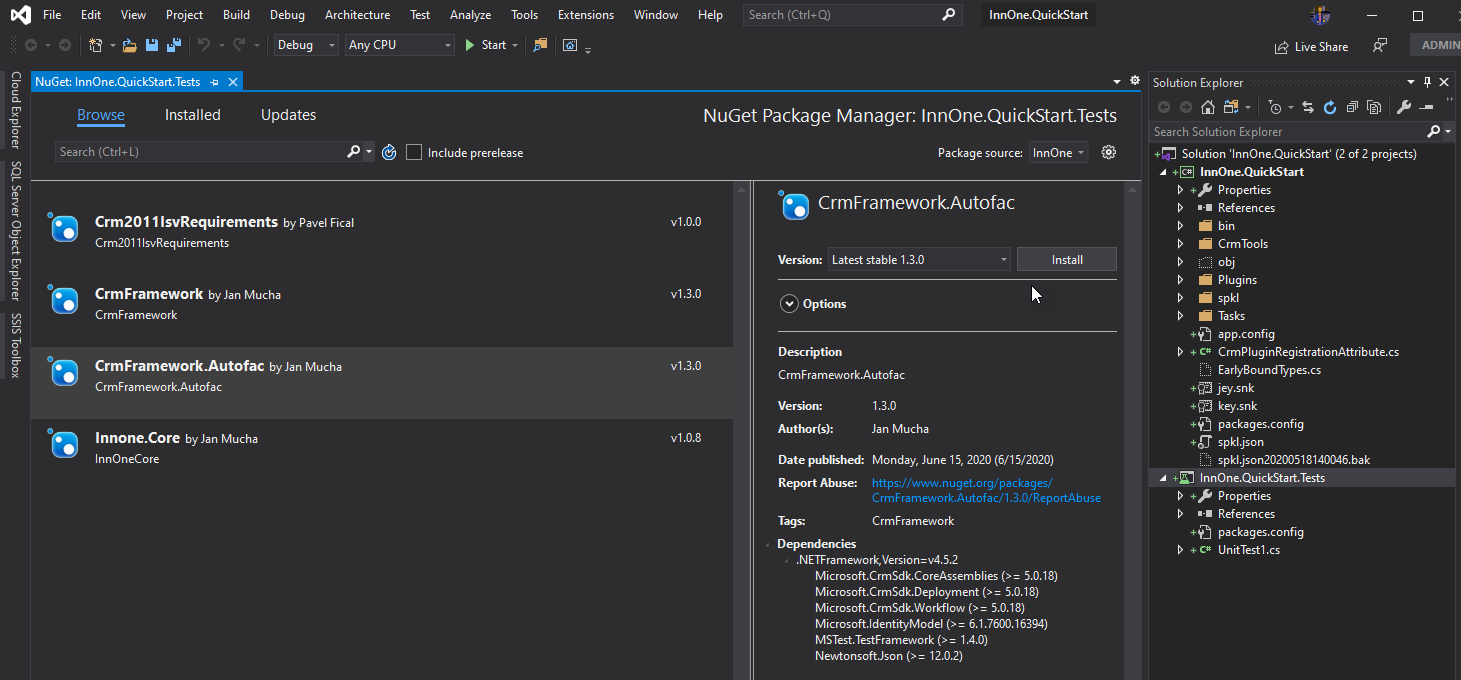 File Edit View Project Build Debug Architecture Test Analyze Tools Extensions Window Help Search (Ctrl+Q) InnOne.QuickStart
Debug Any CPU Start Live Share ADMIN
Cloud Explorer
SQL Server Object Explorer
SSIS Toolbox
NuGet: InnOne.QuickStart.Tests
Browse Installed Updates NuGet Package Manager: InnOne.QuickStart.Tests
Search (Ctrl+L) Include prerelease Package source: InnOne
Crm2011IsvRequirements by Pavel Fical v1.0.0
Crm2011IsvRequirements
CrmFramework by Jan Mucha v1.3.0
CrmFramework
CrmFramework.Autofac by Jan Mucha v1.3.0
CrmFramework.Autofac
Innone.Core by Jan Mucha v1.0.8
InnOneCore
CrmFramework.Autofac
Version: Latest stable 1.3.0 Install
Options
Description
CrmFramework.Autofac
Version: 1.3.0
Author(s): Jan Mucha
Date published: Monday, June 15, 2020 (6/15/2020)
Report Abuse: https://www.nuget.org/packages/
CrmFramework.Autofac/1.3.0/ReportAbuse
Tags: CrmFramework
Dependencies
.NETFramework,Version=v4.5.2
Microsoft.CrmSdk.CoreAssemblies (>= 5.0.18)
Microsoft.CrmSdk.Deployment (>= 5.0.18)
Microsoft.CrmSdk.Workflow (>= 5.0.18)
Microsoft.IdentityModel (>= 6.1.7600.16394)
MSTest.TestFramework (>= 1.4.0)
Newtonsoft.Json (>= 12.0.2)
Solution Explorer
Search Solution Explorer
Solution 'InnOne.QuickStart' (2 of 2 projects)
C# InnOne.QuickStart
Properties
References
bin
CrmTools
obj
Plugins
spkl
Tasks
app.config
C# CrmPluginRegistrationAttribute.cs
EarlyBoundTypes.cs
jey.snk
key.snk
packages.config
spkl.json
spkl.json20200518140046.bak
InnOne.QuickStart.Tests
Properties
References
packages.config
C# UnitTest1.cs